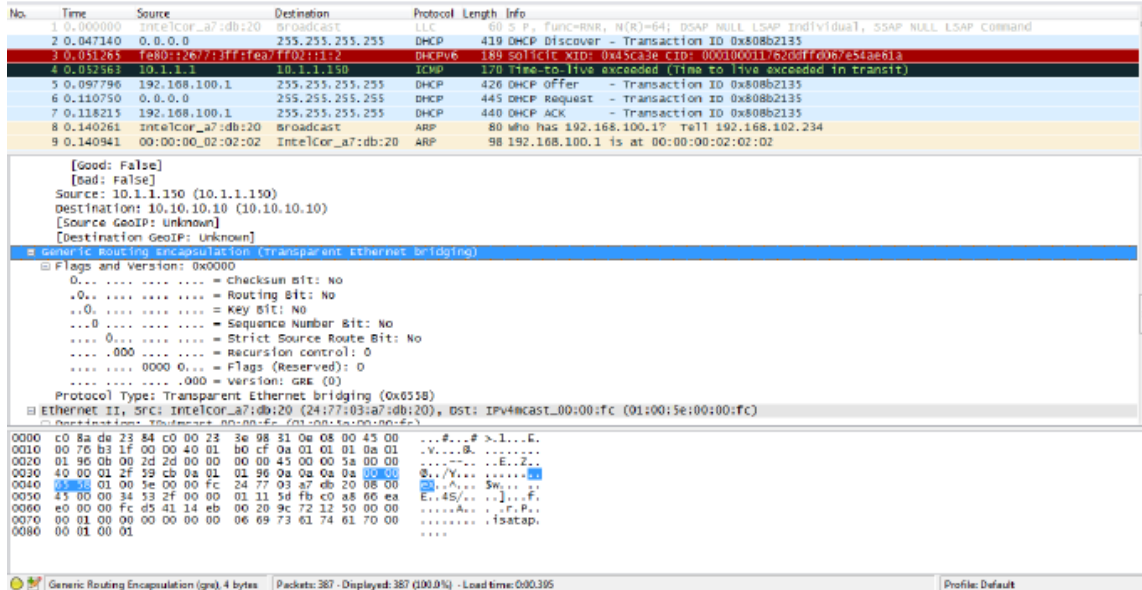 No. Time Source Destination Protocol Length Info
1 0.000000 IntelCor_a7:db:20 Broadcast LLC 60 S P, func=RNR, N(R)=64; DSAP NULL LSAP Individual, SSAP NULL LSAP Command
2 0.047140 0.0.0.0 255.255.255.255 DHCP 419 DHCP Discover - Transaction ID 0x808b2135
3 0.051265 fe80::2677:3ff:fea7ff02::1:2 DHCPv6 189 Solicit XID: 0x45ca3e CID: 0001000117620dffd067e54ae61a
4 0.052563 10.1.1.1 10.1.1.150 ICMP 170 Time-to-live exceeded (Time to live exceeded in transit)
5 0.097796 192.168.100.1 255.255.255.255 DHCP 426 DHCP Offer - Transaction ID 0x808b2135
6 0.110750 0.0.0.0 255.255.255.255 DHCP 445 DHCP Request - Transaction ID 0x808b2135
7 0.118215 192.168.100.1 255.255.255.255 DHCP 440 DHCP ACK - Transaction ID 0x808b2135
8 0.140261 IntelCor_a7:db:20 Broadcast ARP 80 Who has 192.168.100.1? Tell 192.168.102.234
9 0.140941 00:00:00_02:02:02 IntelCor_a7:db:20 ARP 98 192.168.100.1 is at 00:00:00:02:02:02
[Good: False]
[Bad: False]
Source: 10.1.1.150 (10.1.1.150)
Destination: 10.10.10.10 (10.10.10.10)
[Source GeoIP: Unknown]
[Destination GeoIP: Unknown]
Generic Routing Encapsulation (Transparent Ethernet bridging)
Flags and Version: 0x0000
0... .... .... .... = Checksum Bit: No
.0.. .... .... .... = Routing Bit: No
..0. .... .... .... = Key Bit: No
...0 .... .... .... = Sequence Number Bit: No
.... 0... .... .... = Strict Source Route Bit: No
.... .000 .... .... = Recursion control: 0
.... .... 0000 0... = Flags (Reserved): 0
.... .... .... .000 = Version: GRE (0)
Protocol Type: Transparent Ethernet bridging (0x6558)
Ethernet II, Src: IntelCor_a7:db:20 (24:77:03:a7:db:20), Dst: IPv4mcast_00:00:fc (01:00:5e:00:00:fc)
Destination: IPv4mcast_00:00:fc (01:00:5e:00:00:fc)
0000 c0 8a de 23 84 c0 00 23 3e 98 31 0e 08 00 45 00 ...#...# >.1...E.
0010 00 76 b3 1f 00 00 40 01 b0 cf 0a 01 01 01 0a 01 .v....@. ........
0020 01 96 0b 00 2d 2d 00 00 00 00 45 00 00 5a 00 00 ....--.. ..E..Z..
0030 40 00 01 2f 59 cb 0a 01 01 96 0a 0a 0a 0a 00 00 @../Y... ........
0040 65 58 01 00 5e 00 00 fc 24 77 03 a7 db 20 08 00 eX..^... $w... ..
0050 45 00 00 34 53 2f 00 00 01 11 5d fb c0 a8 66 ea E..4S/.. ..]...f.
0060 e0 00 00 fc d5 41 14 eb 00 20 9c 72 12 50 00 00 .....A.. . .r.P..
0070 00 01 00 00 00 00 00 00 06 69 73 61 74 61 70 00 ........ .isatap.
0080 00 01 00 01 ....
Generic Routing Encapsulation (gre), 4 bytes Packets: 387 - Displayed: 387 (100.0%) - Load time: 0:00.395 Profile: Default